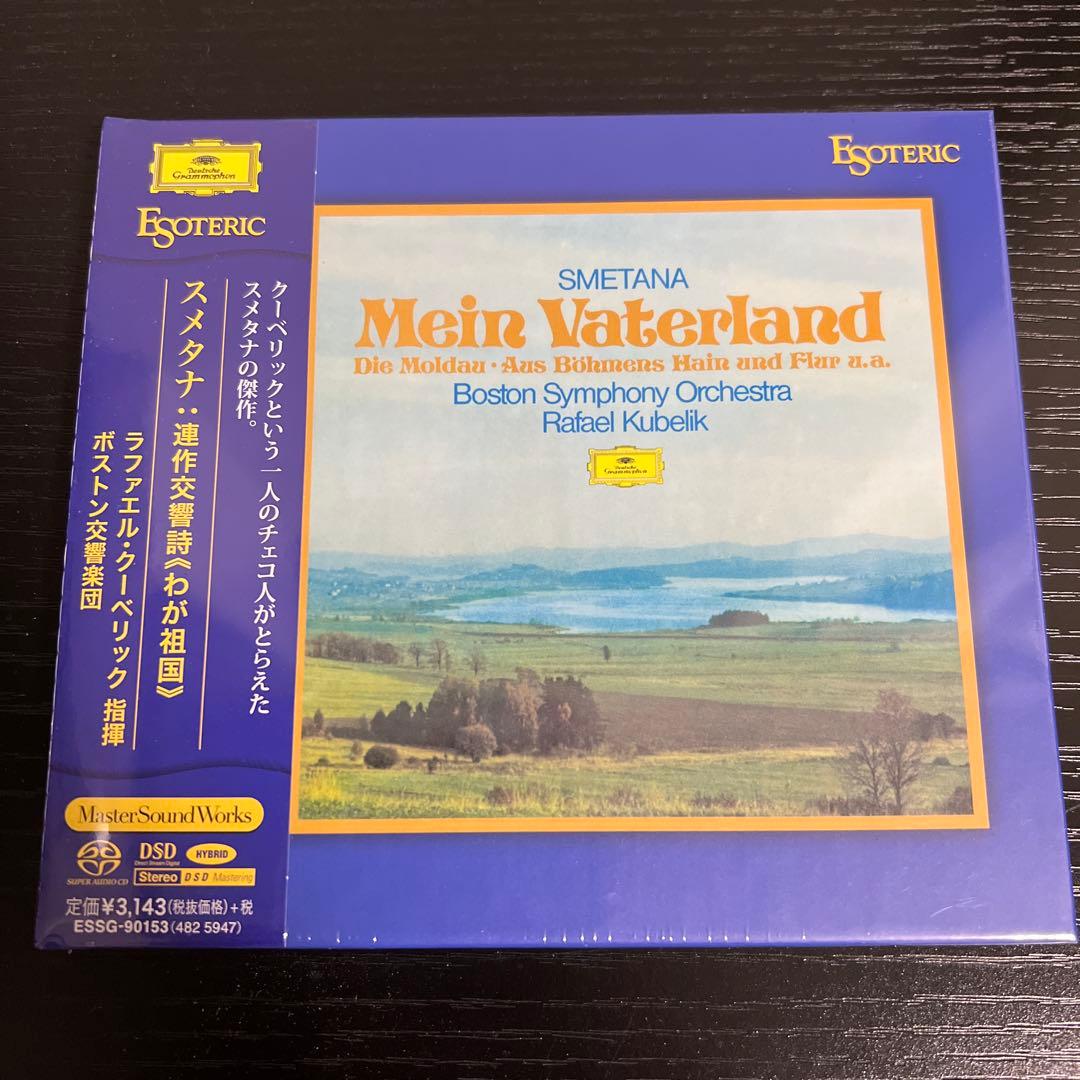 Deutsche
Grammophon
ESOTERIC
クーベリックという一人のチェコ人がとらえた
スメタナの傑作。
スメタナ:連作交響詩《わが祖国》
ラファエル・クーベリック 指揮
ボストン交響楽団
MasterSoundWorks
SUPER AUDIO CD
DSD
Direct Stream Digital
HYBRID
Stereo DSD Mastering
定価¥3,143(税抜価格)+税
ESSG-90153(482 5947)
ESOTERIC
SMETANA
Mein Vaterland
Die Moldau · Aus Böhmens Hain und Flur u.a.
Boston Symphony Orchestra
Rafael Kubelik
Deutsche
Grammophon